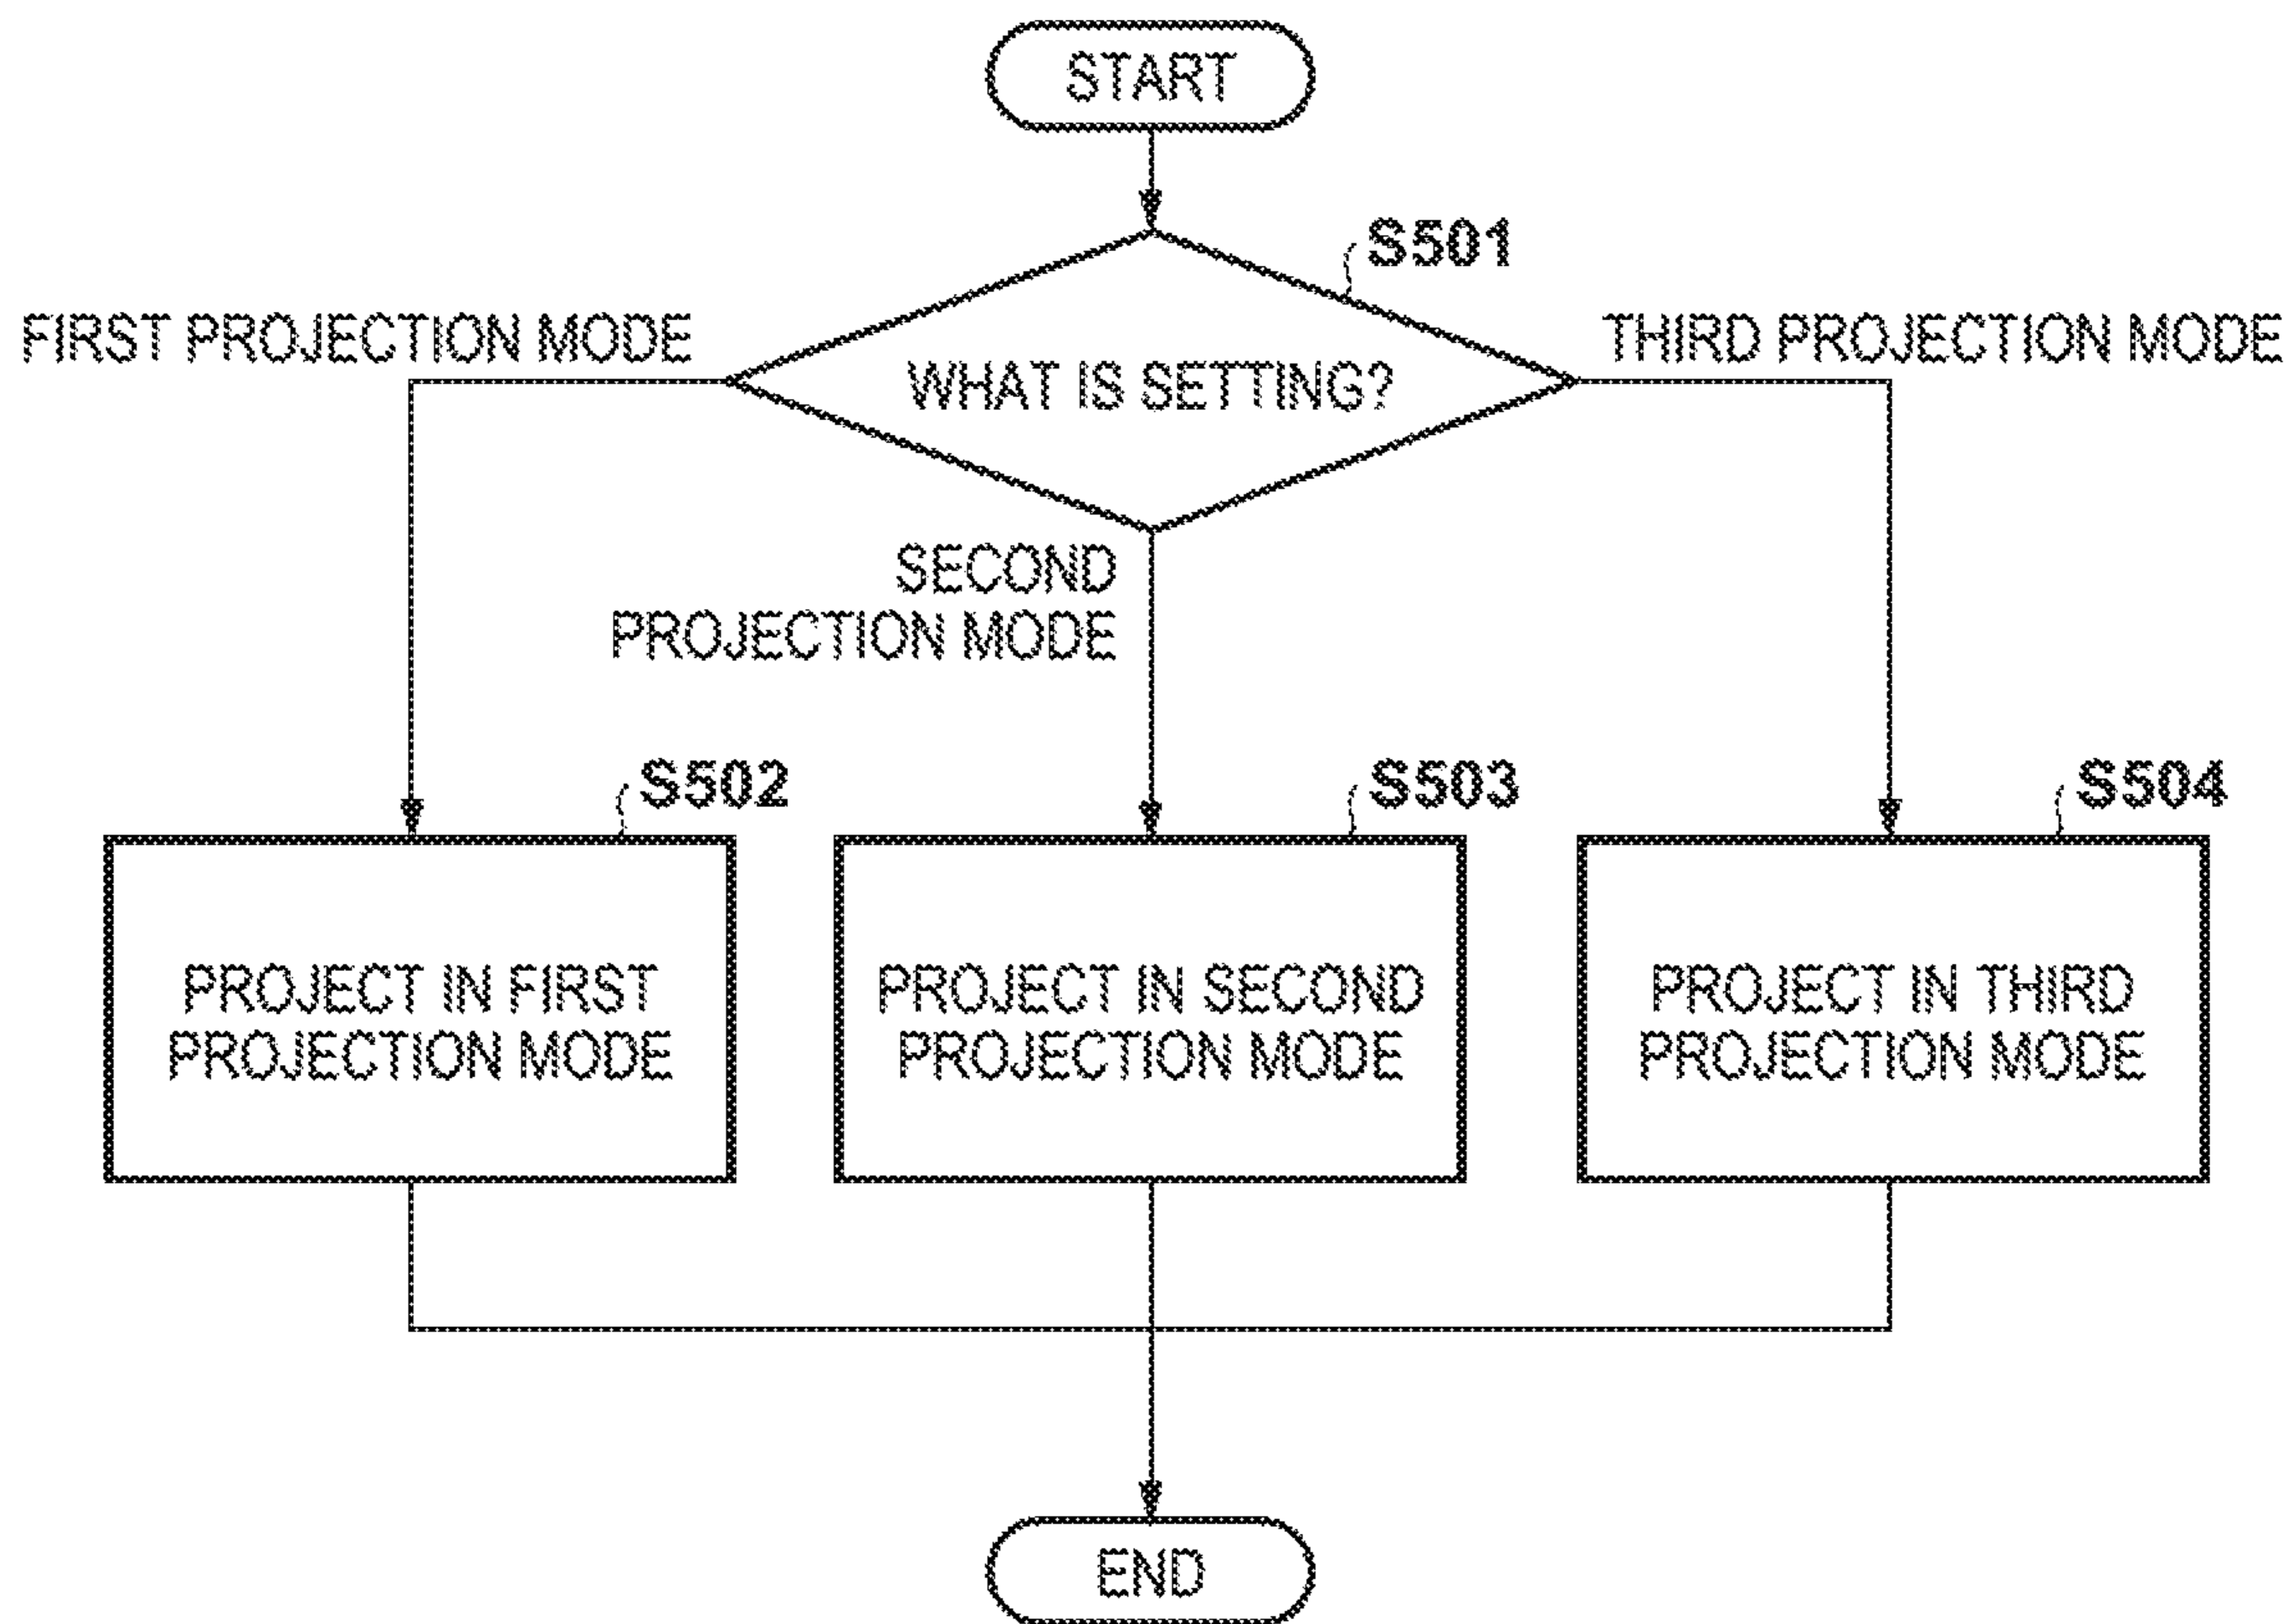 START
S501
FIRST PROJECTION MODE
WHAT IS SETTING?
THIRD PROJECTION MODE
SECOND
PROJECTION MODE
S502
S503
S504
PROJECT IN FIRST
PROJECTION MODE
PROJECT IN SECOND
PROJECTION MODE
PROJECT IN THIRD
PROJECTION MODE
END